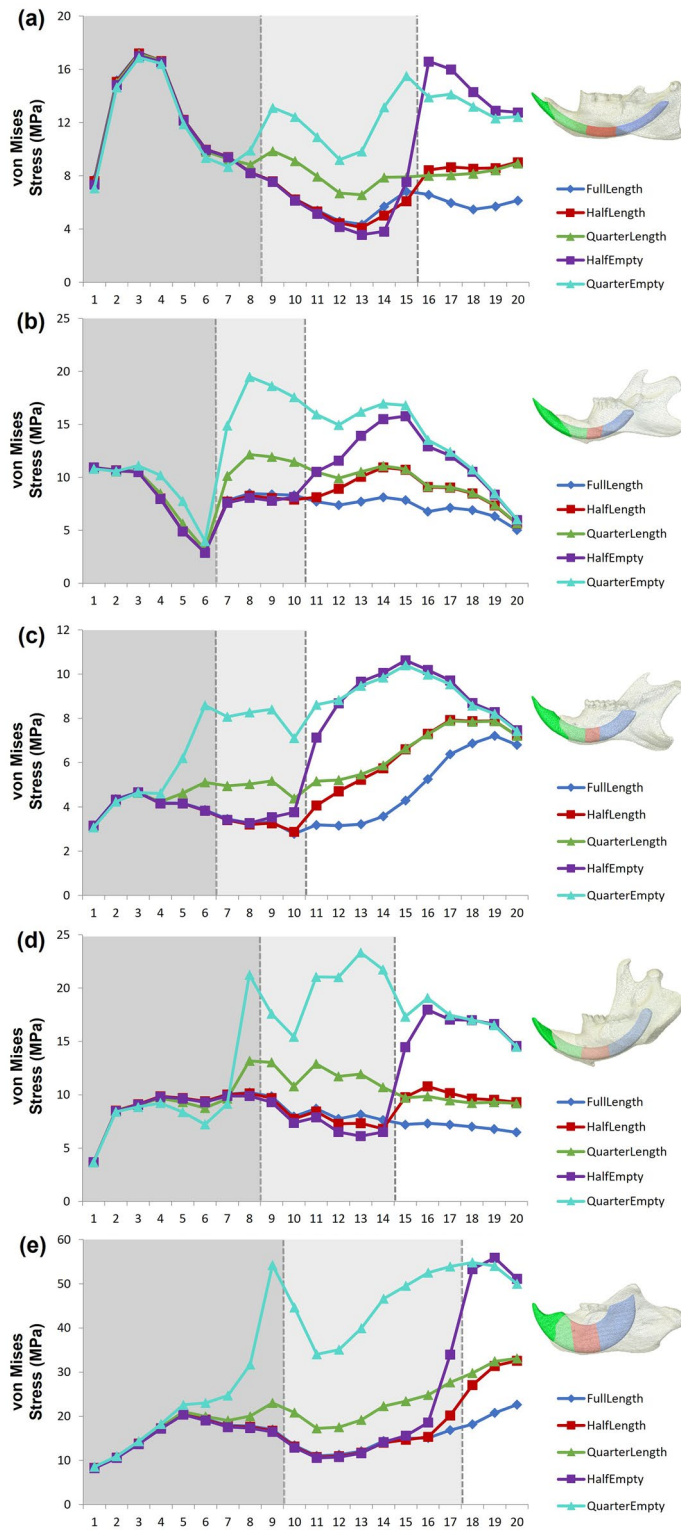 (a)
von Mises
Stress (MPa)
20
16
12
8
4
0
1 2 3 4 5 6 7 8 9 10 11 12 13 14 15 16 17 18 19 20
FullLength
HalfLength
QuarterLength
HalfEmpty
QuarterEmpty
(b)
von Mises
Stress (MPa)
25
20
15
10
5
0
1 2 3 4 5 6 7 8 9 10 11 12 13 14 15 16 17 18 19 20
FullLength
HalfLength
QuarterLength
HalfEmpty
QuarterEmpty
(c)
von Mises
Stress (MPa)
12
10
8
6
4
2
0
1 2 3 4 5 6 7 8 9 10 11 12 13 14 15 16 17 18 19 20
FullLength
HalfLength
QuarterLength
HalfEmpty
QuarterEmpty
(d)
von Mises
Stress (MPa)
25
20
15
10
5
0
1 2 3 4 5 6 7 8 9 10 11 12 13 14 15 16 17 18 19 20
FullLength
HalfLength
QuarterLength
HalfEmpty
QuarterEmpty
(e)
von Mises
Stress (MPa)
60
50
40
30
20
10
0
1 2 3 4 5 6 7 8 9 10 11 12 13 14 15 16 17 18 19 20
FullLength
HalfLength
QuarterLength
HalfEmpty
QuarterEmpty